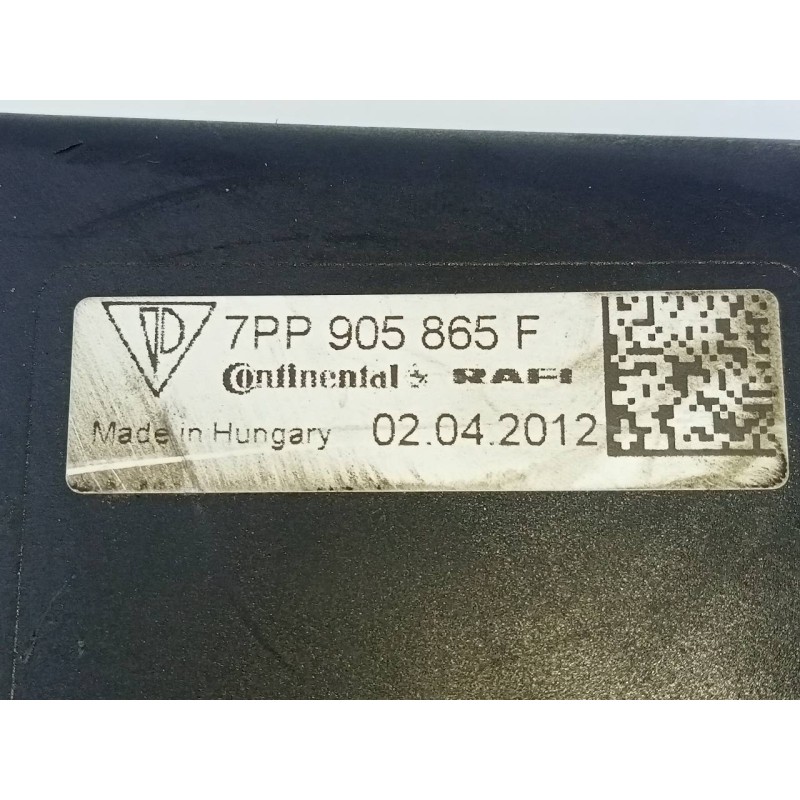 7PP 905 865 F
Continental RAFI
Made in Hungary 02.04.2012